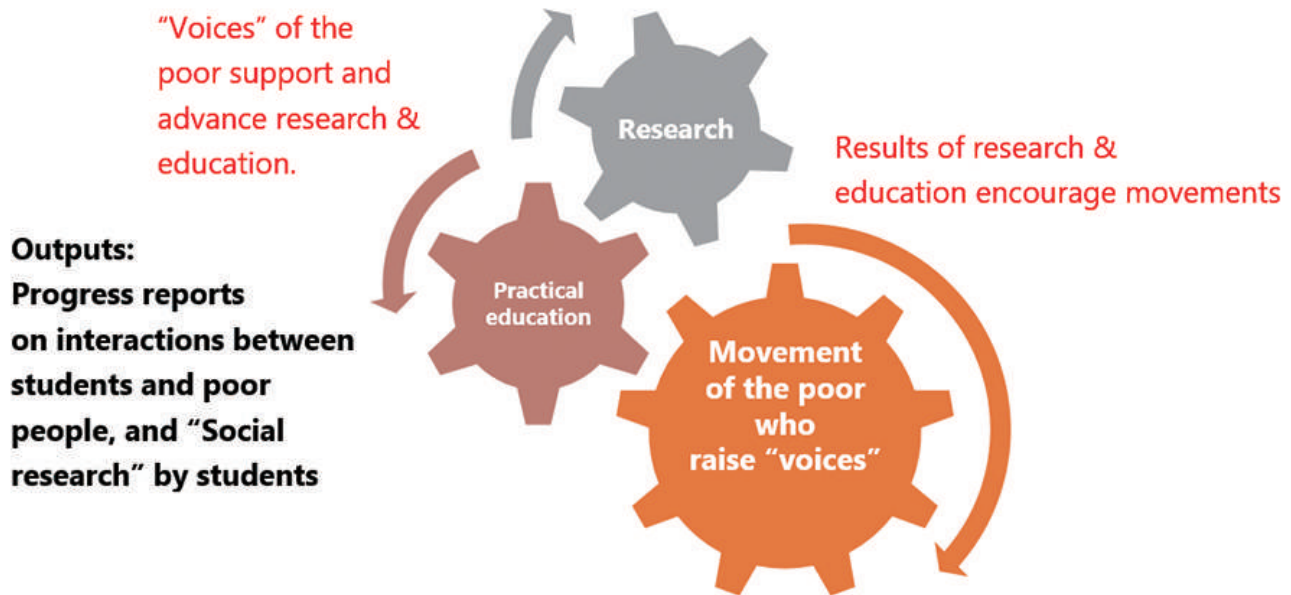 “Voices” of the
poor support and
advance research &
education.
Research
Results of research &
education encourage movements
Outputs:
Progress reports
on interactions between
students and poor
people, and “Social
research” by students
Practical
education
Movement
of the poor
who
raise “voices”